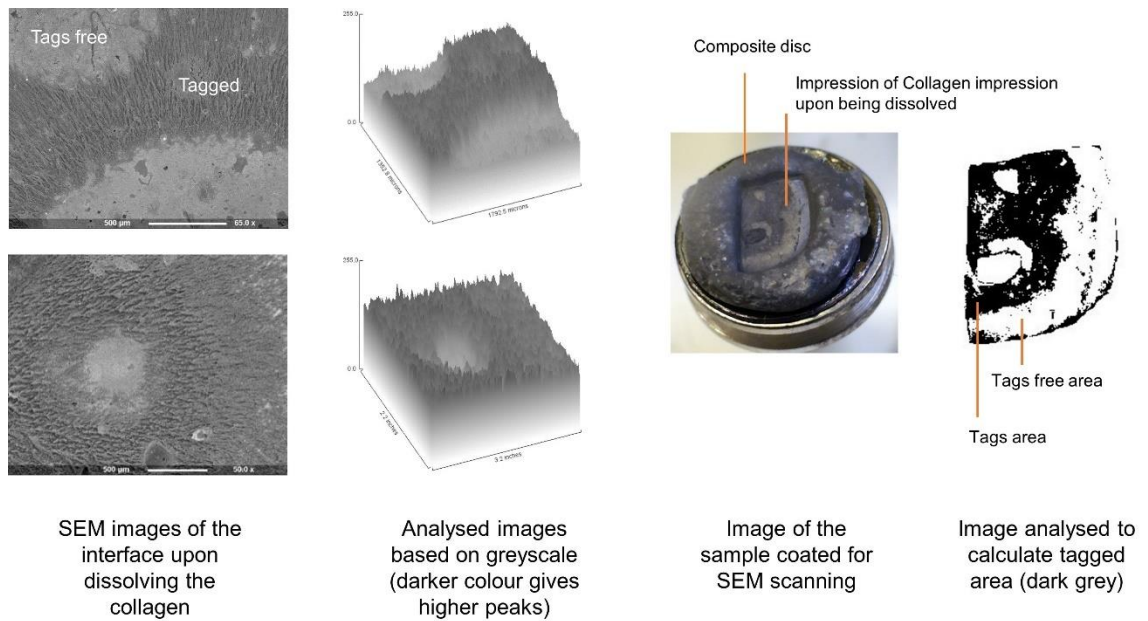 Tags free
Tagged
500 µm
65.0 x
500 µm
50.0 x
255.0
0.0
1792.8 microns
255.0
0.0
2.2 inches
3.2 inches
Composite disc
Impression of Collagen impression
upon being dissolved
Tags free area
Tags area
SEM images of the
interface upon
dissolving the
collagen
Analysed images
based on greyscale
(darker colour gives
higher peaks)
Image of the
sample coated for
SEM scanning
Image analysed to
calculate tagged
area (dark grey)